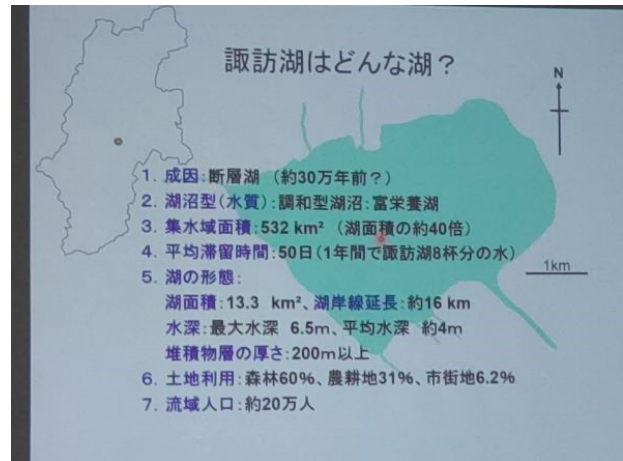 諏訪湖はどんな湖？
N
1. 成因：断層湖 （約30万年前？）
2. 湖沼型（水質）：調和型湖沼：富栄養湖
3. 集水域面積：532 km² （湖面積の約40倍）
4. 平均滞留時間：50日（1年間で諏訪湖8杯分の水）
1km
5. 湖の形態：
湖面積：13.3 km²、湖岸線延長：約16 km
水深：最大水深 6.5m、平均水深 約4m
堆積物層の厚さ：200m以上
6. 土地利用：森林60%、農耕地31%、市街地6.2%
7. 流域人口：約20万人